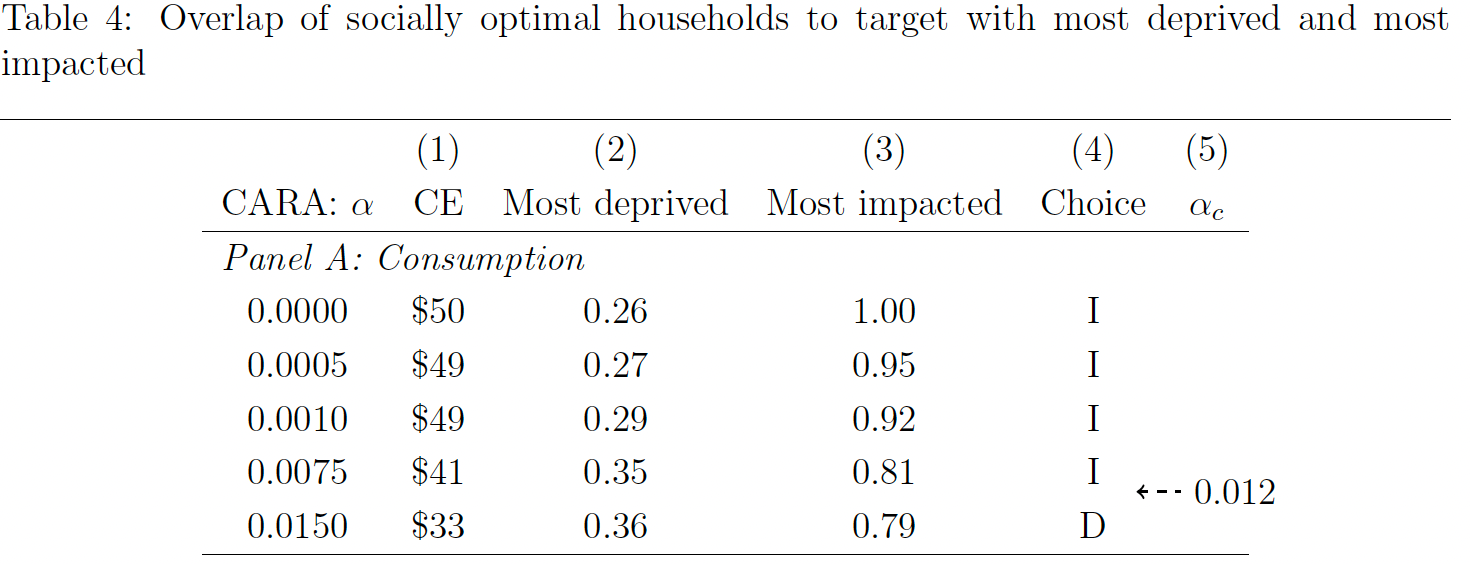 Table 4: Overlap of socially optimal households to target with most deprived and most
impacted
(1) (2) (3) (4) (5)
CARA: α CE Most deprived Most impacted Choice αc
Panel A: Consumption
0.0000 $50 0.26 1.00 I
0.0005 $49 0.27 0.95 I
0.0010 $49 0.29 0.92 I
0.0075 $41 0.35 0.81 I
0.012
0.0150 $33 0.36 0.79 D